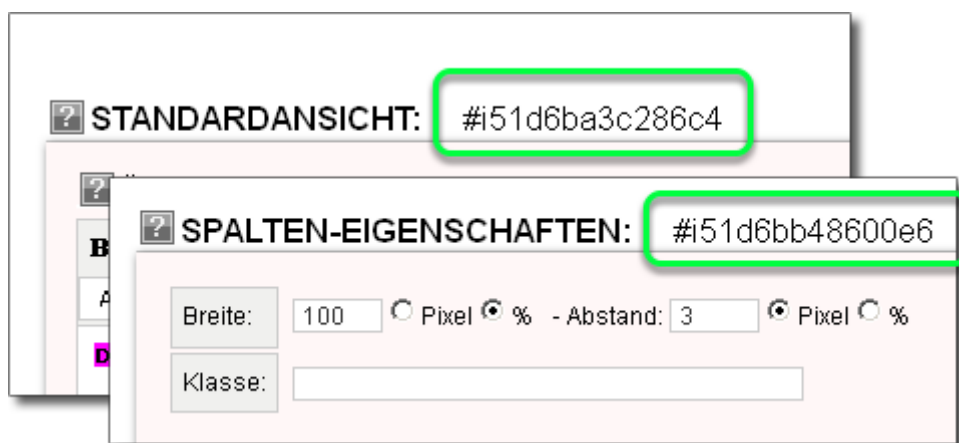 ? STANDARDANSICHT: #i51d6ba3c286c4
?
B
A
D
? SPALTEN-EIGENSCHAFTEN: #i51d6bb48600e6
Breite: 100 Pixel % - Abstand: 3 Pixel %
Klasse: